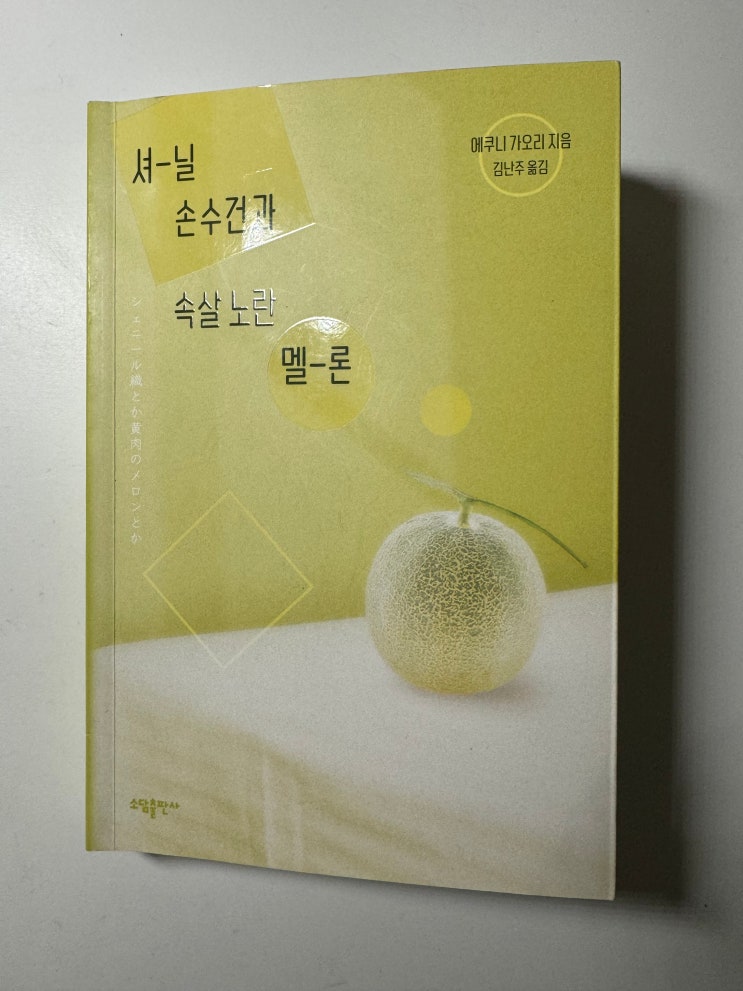 셔-닐
손수건과
속살 노란
멜-론
에쿠니 가오리 지음
김난주 옮김
シェニール織とか黄肉のメロンとか
소담출판사